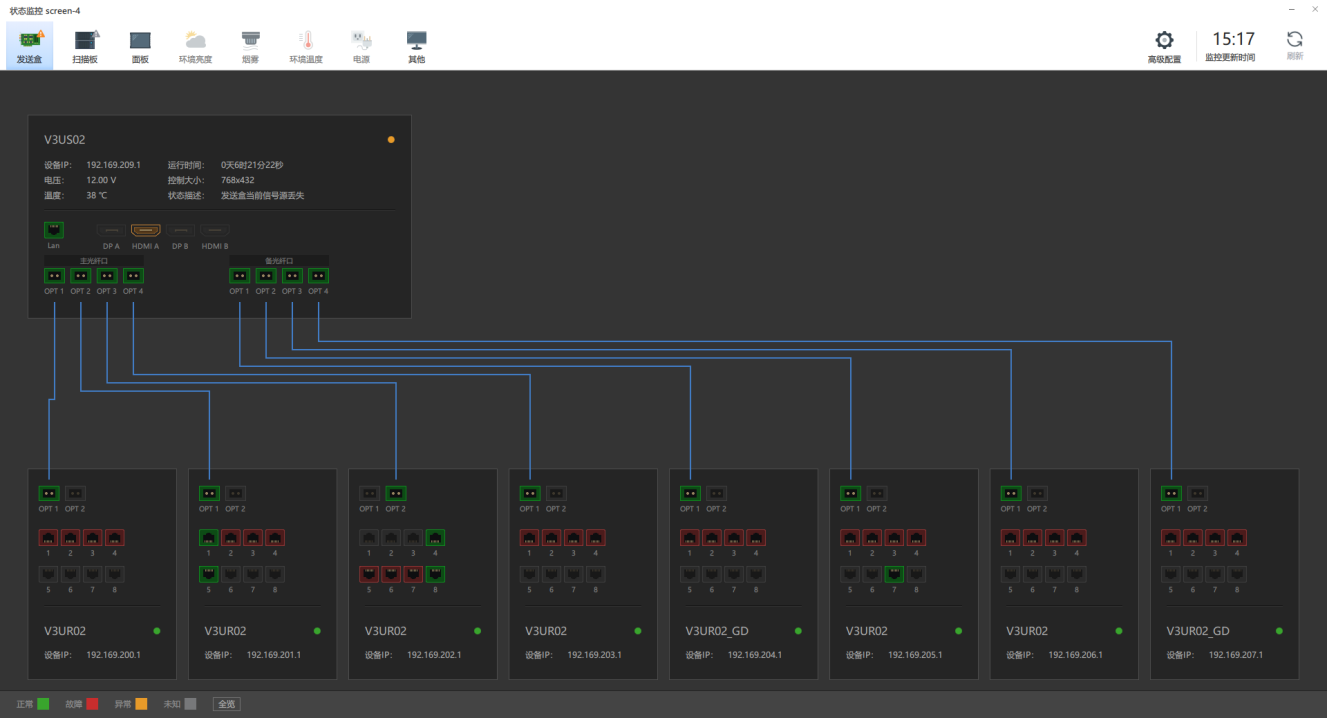 状态监控 screen-4
发送盒 扫描板 面板 环境亮度 烟雾 环境温度 电源 其他 高级配置 15:17 监控更新时间 刷新
V3US02
设备IP: 192.169.209.1 运行时间: 0天6时21分22秒
电压: 12.00 V 控制大小: 768x432
温度: 38 ℃ 状态描述: 发送盒当前信号源丢失
Lan DP A HDMI A DP B HDMI B
主光纤口 备光纤口
OPT 1 OPT 2 OPT 3 OPT 4 OPT 1 OPT 2 OPT 3 OPT 4
OPT 1 OPT 2 OPT 1 OPT 2 OPT 1 OPT 2 OPT 1 OPT 2 OPT 1 OPT 2 OPT 1 OPT 2 OPT 1 OPT 2 OPT 1 OPT 2
1 2 3 4 1 2 3 4 1 2 3 4 1 2 3 4 1 2 3 4 1 2 3 4 1 2 3 4 1 2 3 4
5 6 7 8 5 6 7 8 5 6 7 8 5 6 7 8 5 6 7 8 5 6 7 8 5 6 7 8 5 6 7 8
V3UR02 V3UR02 V3UR02 V3UR02 V3UR02_GD V3UR02 V3UR02 V3UR02_GD
设备IP: 192.169.200.1 设备IP: 192.169.201.1 设备IP: 192.169.202.1 设备IP: 192.169.203.1 设备IP: 192.169.204.1 设备IP: 192.169.205.1 设备IP: 192.169.206.1 设备IP: 192.169.207.1
正常 故障 异常 未知 全览